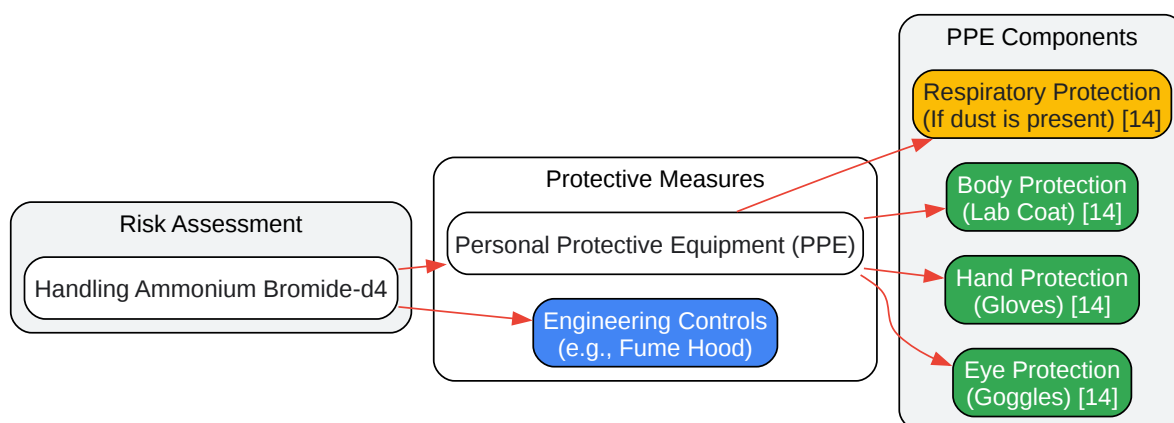 Risk Assessment
Handling Ammonium Bromide-d4
Protective Measures
Personal Protective Equipment (PPE)
Engineering Controls
(e.g., Fume Hood)
PPE Components
Respiratory Protection
(If dust is present) [14]
Body Protection
(Lab Coat) [14]
Hand Protection
(Gloves) [14]
Eye Protection
(Goggles) [14]